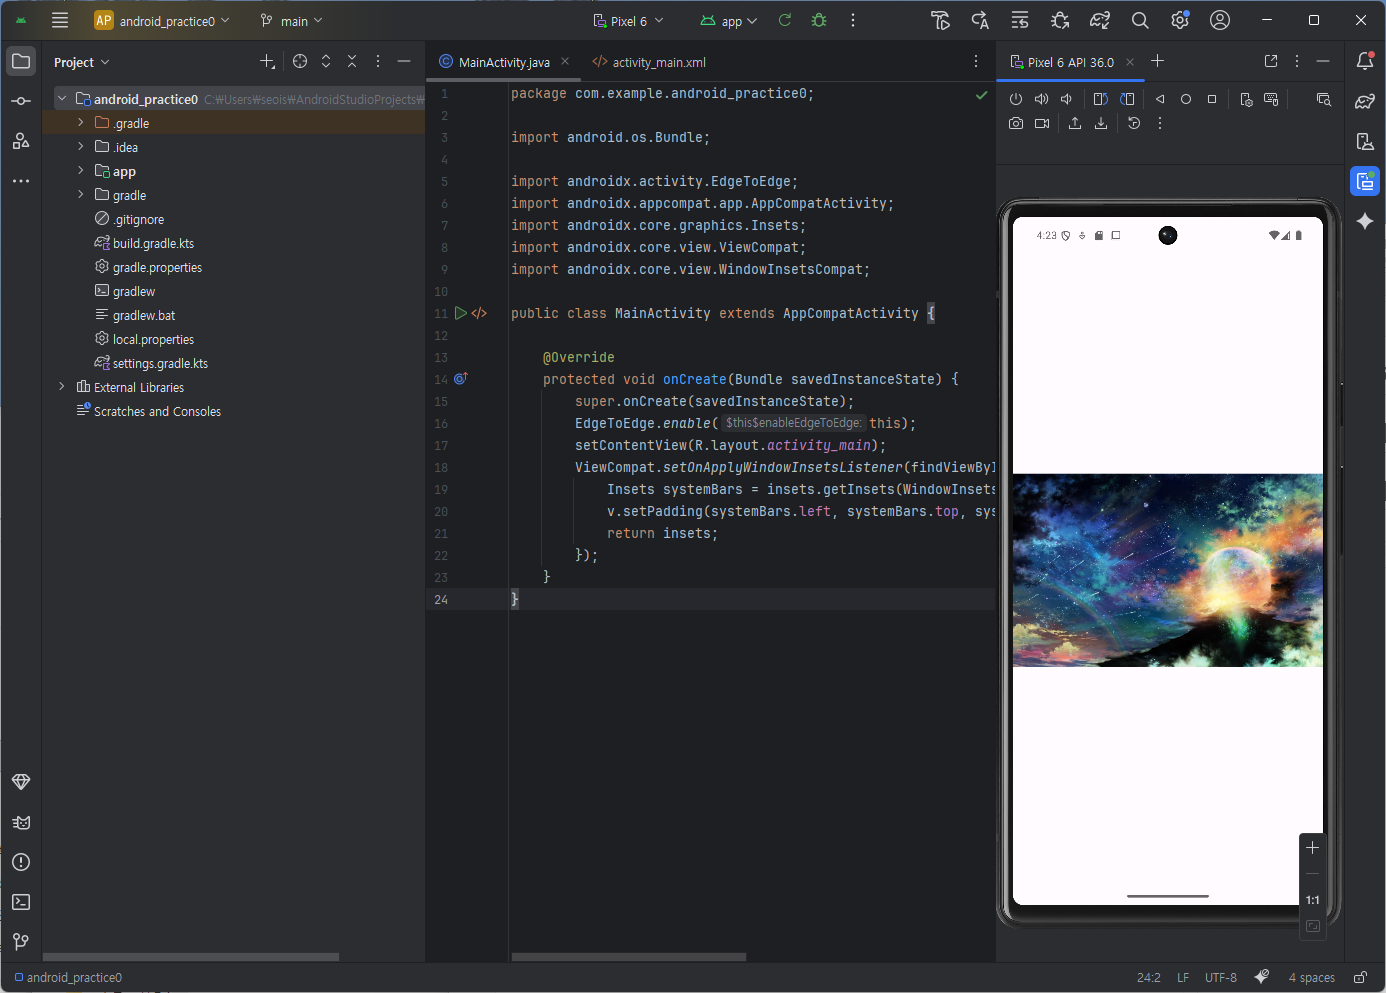 AP android_practice0 main Pixel 6 app
Project
MainActivity.java activity_main.xml
Pixel 6 API 36.0
android_practice0 C:₩Users₩seois₩AndroidStudioProjects₩
.gradle
.idea
app
gradle
.gitignore
build.gradle.kts
gradle.properties
gradlew
gradlew.bat
local.properties
settings.gradle.kts
External Libraries
Scratches and Consoles
1 package com.example.android_practice0;
2
3 import android.os.Bundle;
4
5 import androidx.activity.EdgeToEdge;
6 import androidx.appcompat.app.AppCompatActivity;
7 import androidx.core.graphics.Insets;
8 import androidx.core.view.ViewCompat;
9 import androidx.core.view.WindowInsetsCompat;
10
11 public class MainActivity extends AppCompatActivity {
12
13 @Override
14 protected void onCreate(Bundle savedInstanceState) {
15 super.onCreate(savedInstanceState);
16 EdgeToEdge.enable( $this$enableEdgeToEdge: this);
17 setContentView(R.layout.activity_main);
18 ViewCompat.setOnApplyWindowInsetsListener(findViewByI
19 Insets systemBars = insets.getInsets(WindowInsets
20 v.setPadding(systemBars.left, systemBars.top, sys
21 return insets;
22 });
23 }
24 }
4:23
1:1
android_practice0
24:2 LF UTF-8 4 spaces